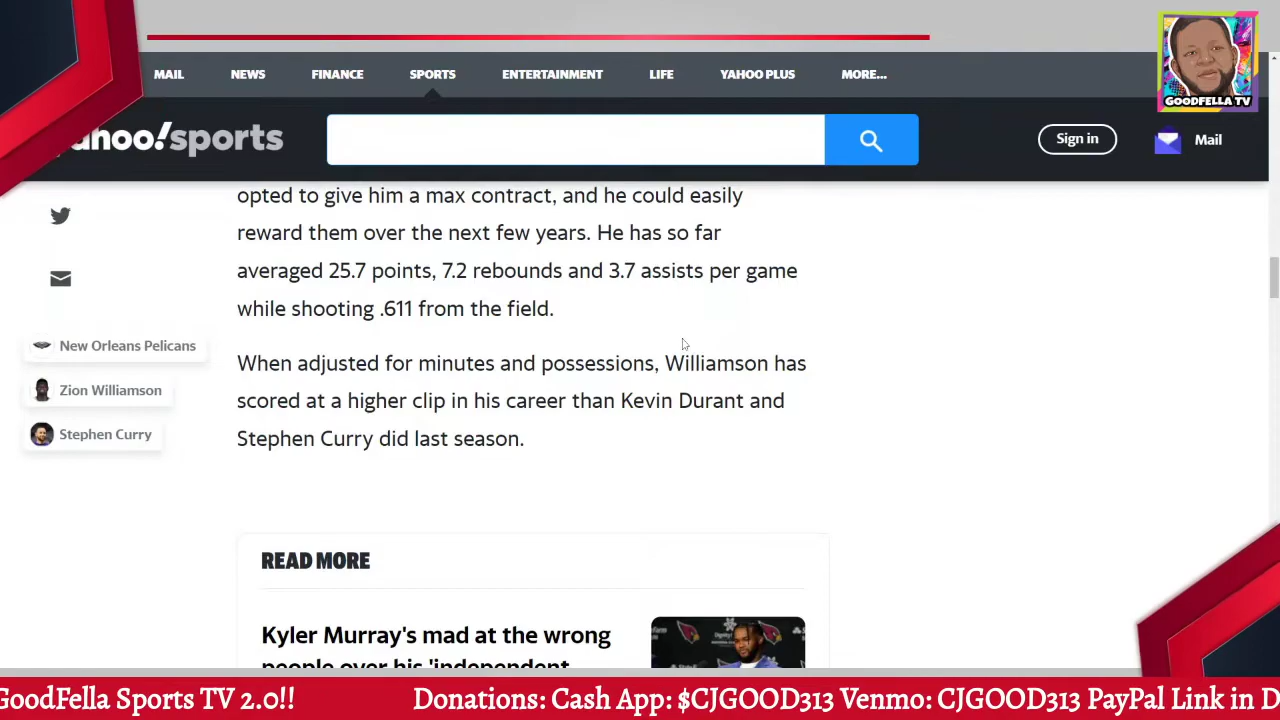 GOODFELLA TV
MAIL NEWS FINANCE SPORTS ENTERTAINMENT LIFE YAHOO PLUS MORE...
ahoo!sports
Sign in
Mail
opted to give him a max contract, and he could easily
reward them over the next few years. He has so far
averaged 25.7 points, 7.2 rebounds and 3.7 assists per game
while shooting .611 from the field.
New Orleans Pelicans
Zion Williamson
Stephen Curry
When adjusted for minutes and possessions, Williamson has
scored at a higher clip in his career than Kevin Durant and
Stephen Curry did last season.
READ MORE
Kyler Murray's mad at the wrong
people over his 'independent
GoodFella Sports TV 2.0!! Donations: Cash App: $CJGOOD313 Venmo: CJGOOD313 PayPal Link in D